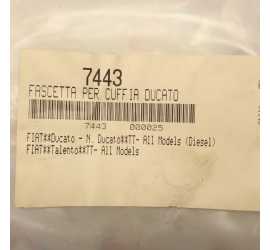 7443
FASCETTA PER CUFFIA DUCATO
7443 000025
FIAT**Ducato - N. Ducato**TT- All Models (Diesel)
FIAT**Talento**TT- All Models